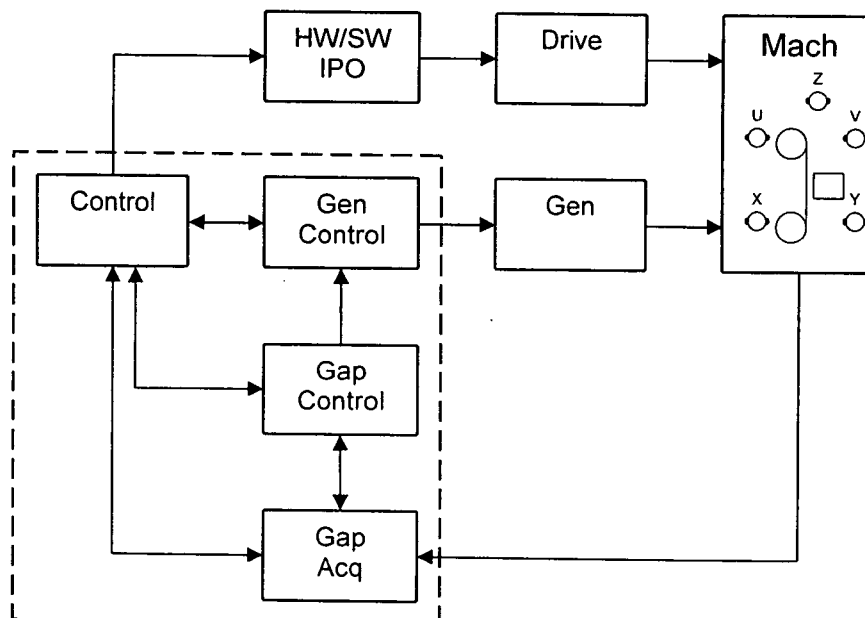 HW/SW
IPO
Drive
Mach
Z
U
V
X
Y
Control
Gen
Control
Gen
Gap
Control
Gap
Acq